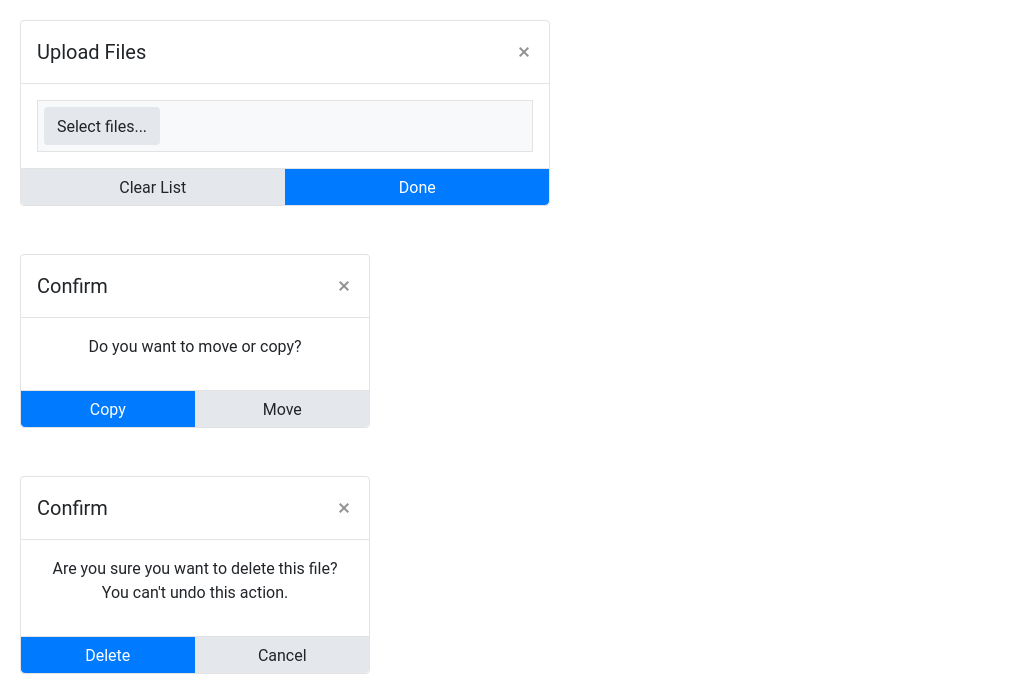 Upload Files ×
Select files...
Clear List Done
Confirm ×
Do you want to move or copy?
Copy Move
Confirm ×
Are you sure you want to delete this file?
You can't undo this action.
Delete Cancel